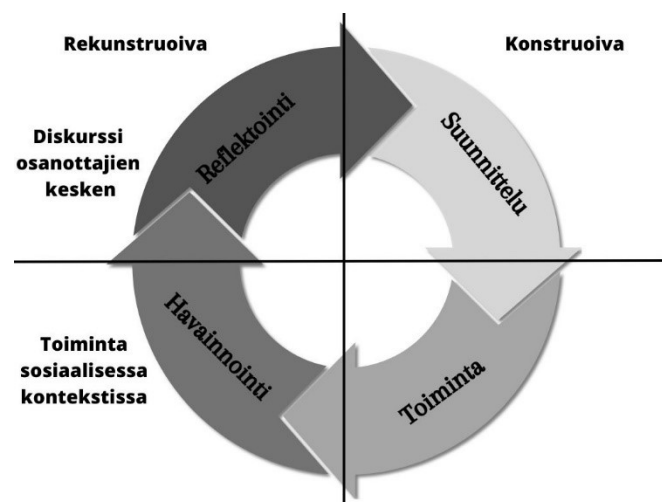 Rekunstruoiva
Konstruoiva
Diskurssi
osanottajien
kesken
Reflektointi
Suunnittelu
Toiminta
sosiaalisessa
kontekstissa
Havainnointi
Toiminta